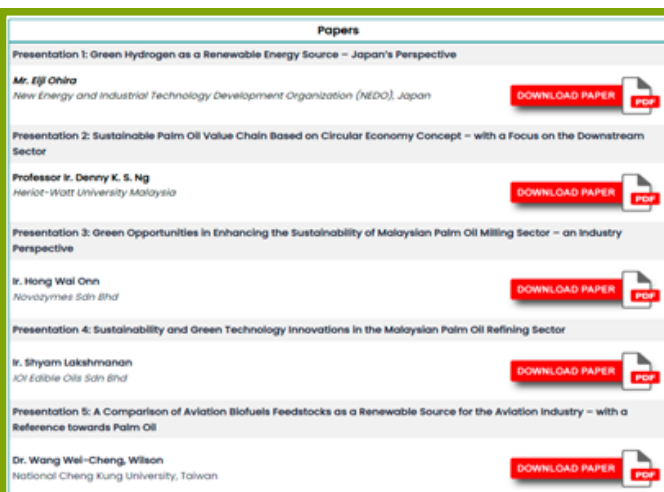 Papers
Presentation 1: Green Hydrogen as a Renewable Energy Source – Japan's Perspective
Mr. Eiji Ohira
New Energy and Industrial Technology Development Organization (NEDO), Japan
DOWNLOAD PAPER
PDF
Presentation 2: Sustainable Palm Oil Value Chain Based on Circular Economy Concept – with a Focus on the Downstream
Sector
Professor Ir. Denny K. S. Ng
Heriot-Watt University Malaysia
DOWNLOAD PAPER
PDF
Presentation 3: Green Opportunities in Enhancing the Sustainability of Malaysian Palm Oil Milling Sector – an Industry
Perspective
Ir. Hong Wai Onn
Novozymes Sdn Bhd
DOWNLOAD PAPER
PDF
Presentation 4: Sustainability and Green Technology Innovations in the Malaysian Palm Oil Refining Sector
Ir. Shyam Lakshmanan
IOI Edible Oils Sdn Bhd
DOWNLOAD PAPER
PDF
Presentation 5: A Comparison of Aviation Biofuels Feedstocks as a Renewable Source for the Aviation Industry – with a
Reference towards Palm Oil
Dr. Wang Wei-Cheng, Wilson
National Cheng Kung University, Taiwan
DOWNLOAD PAPER
PDF